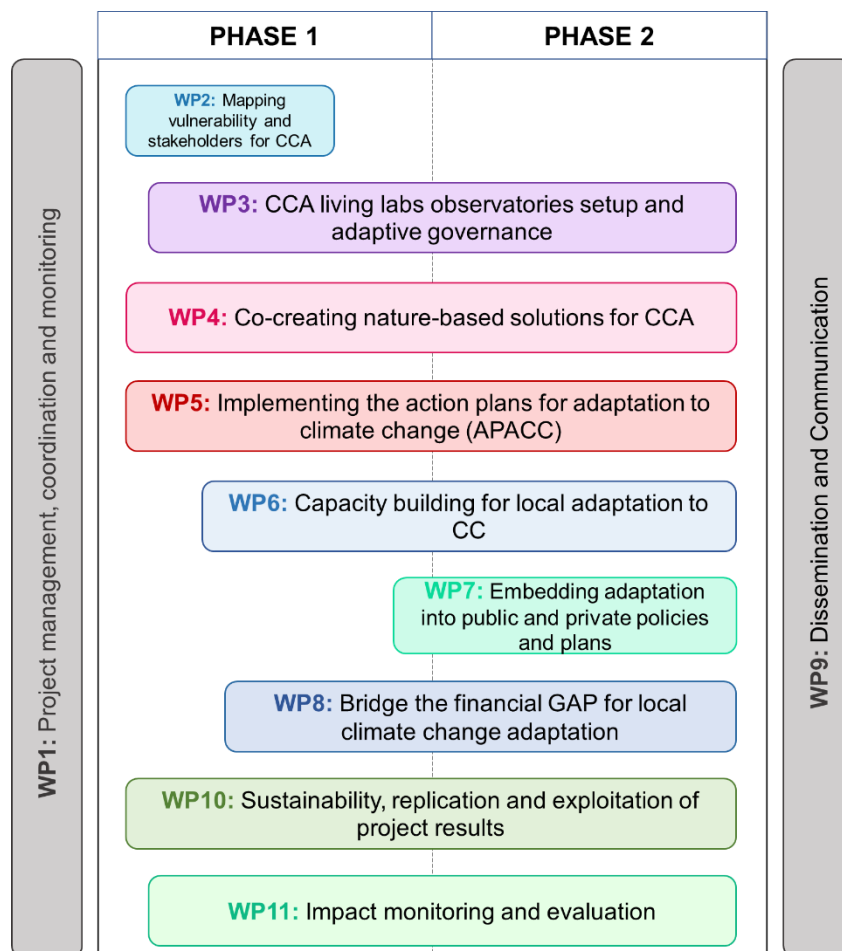 PHASE 1
PHASE 2
WP1: Project management, coordination and monitoring
WP2: Mapping
vulnerability and
stakeholders for CCA
WP3: CCA living labs observatories setup and
adaptive governance
WP4: Co-creating nature-based solutions for CCA
WP5: Implementing the action plans for adaptation to
climate change (APACC)
WP6: Capacity building for local adaptation to
CC
WP7: Embedding adaptation
into public and private policies
and plans
WP8: Bridge the financial GAP for local
climate change adaptation
WP10: Sustainability, replication and exploitation of
project results
WP11: Impact monitoring and evaluation
WP9: Dissemination and Communication